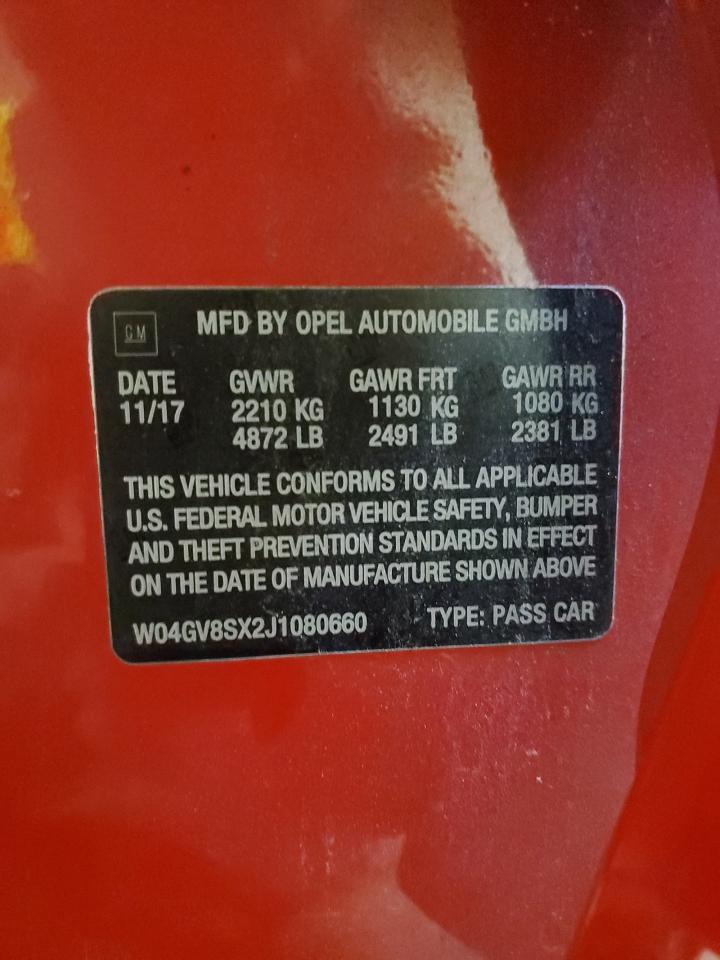 GM
MFD BY OPEL AUTOMOBILE GMBH
DATE GVWR GAWR FRT GAWR RR
11/17 2210 KG 1130 KG 1080 KG
4872 LB 2491 LB 2381 LB
THIS VEHICLE CONFORMS TO ALL APPLICABLE
U.S. FEDERAL MOTOR VEHICLE SAFETY, BUMPER
AND THEFT PREVENTION STANDARDS IN EFFECT
ON THE DATE OF MANUFACTURE SHOWN ABOVE
W04GV8SX2J1080660 TYPE: PASS CAR